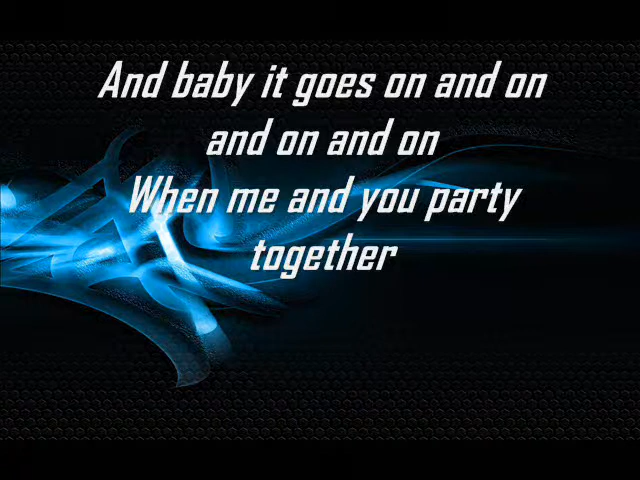 And baby it goes on and on
and on and on
When me and you party
together